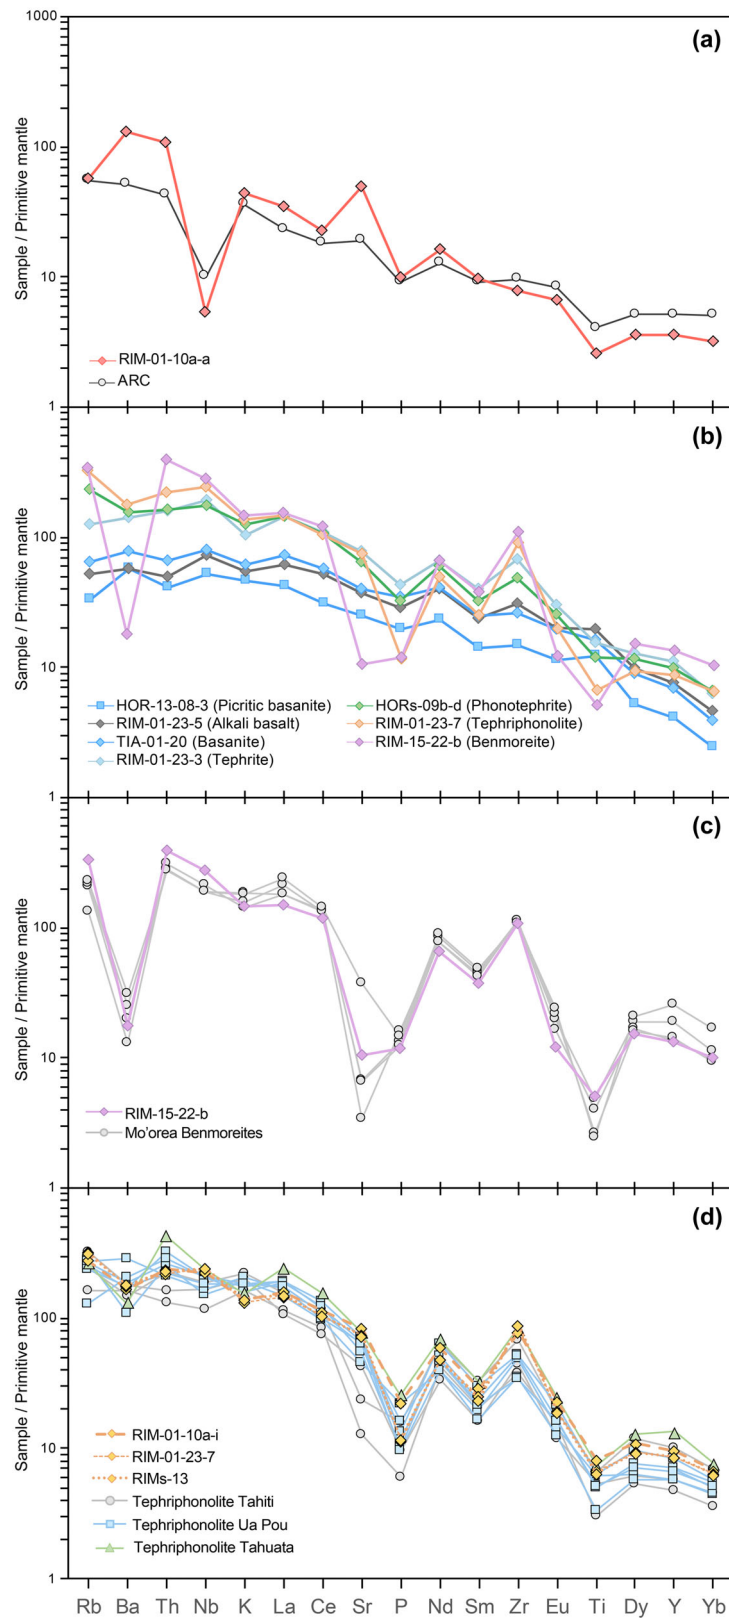 1000
(a)
100
Sample / Primitive mantle
10
RIM-01-10a-a
ARC
1
(b)
100
Sample / Primitive mantle
10
HOR-13-08-3 (Picritic basanite)
HORs-09b-d (Phonotephrite)
RIM-01-23-5 (Alkali basalt)
RIM-01-23-7 (Tephriphonolite)
TIA-01-20 (Basanite)
RIM-15-22-b (Benmoreite)
RIM-01-23-3 (Tephrite)
1
(c)
100
Sample / Primitive mantle
10
RIM-15-22-b
Mo'orea Benmoreites
1
(d)
100
Sample / Primitive mantle
10
RIM-01-10a-i
RIM-01-23-7
RIMs-13
Tephriphonolite Tahiti
Tephriphonolite Ua Pou
Tephriphonolite Tahuata
1
Rb Ba Th Nb K La Ce Sr P Nd Sm Zr Eu Ti Dy Y Yb